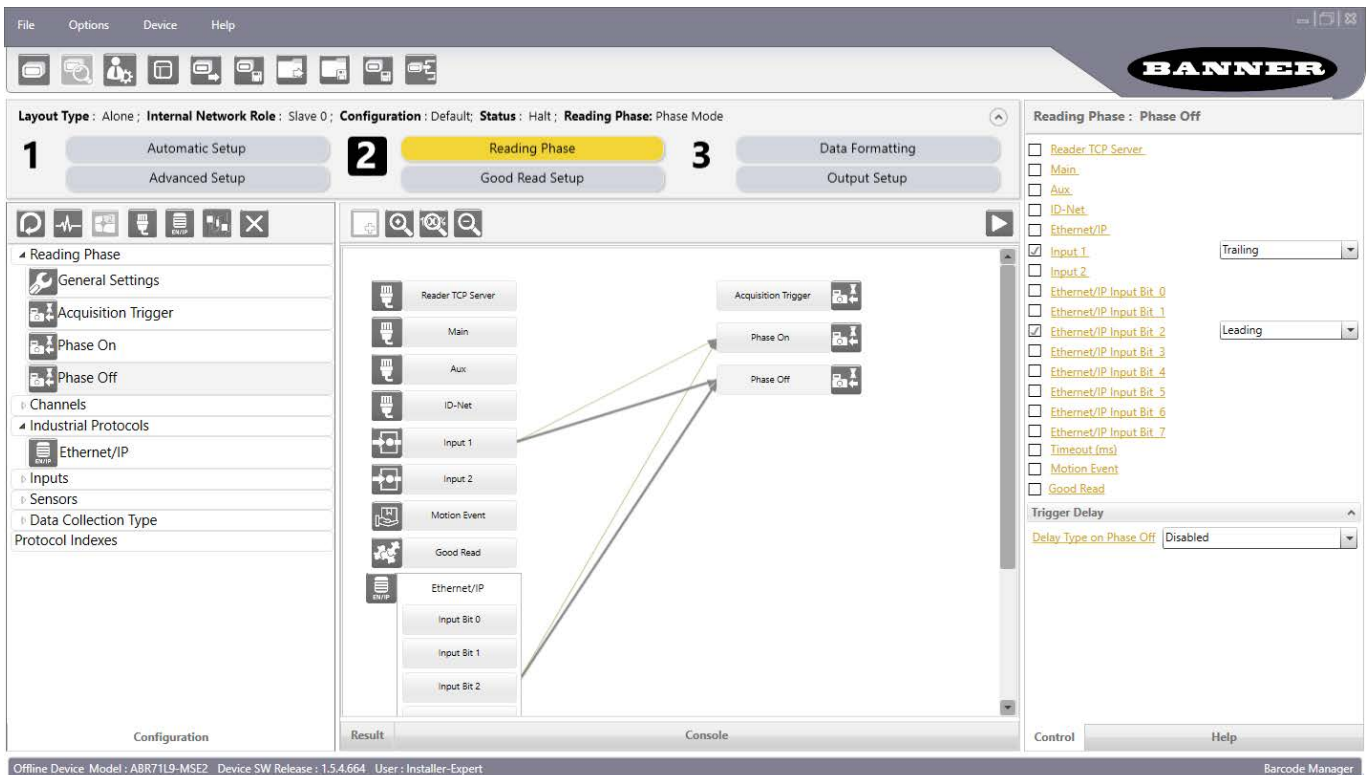 File Options Device Help
BANNER
Layout Type : Alone ; Internal Network Role : Slave 0 ; Configuration : Default; Status : Halt ; Reading Phase: Phase Mode
1
Automatic Setup
Advanced Setup
2
Reading Phase
Good Read Setup
3
Data Formatting
Output Setup
Reading Phase
General Settings
Acquisition Trigger
Phase On
Phase Off
Channels
Industrial Protocols
EN/IP
Ethernet/IP
Inputs
Sensors
Data Collection Type
Protocol Indexes
Configuration
100%
Reader TCP Server
Main
Aux
ID-Net
Input 1
Input 2
Motion Event
Good Read
EN/IP
Ethernet/IP
Input Bit 0
Input Bit 1
Input Bit 2
Acquisition Trigger
Phase On
Phase Off
Result Console
Reading Phase : Phase Off
Reader TCP Server
Main
Aux
ID-Net
Ethernet/IP
Input 1 Trailing
Input 2
Ethernet/IP Input Bit 0
Ethernet/IP Input Bit 1
Ethernet/IP Input Bit 2 Leading
Ethernet/IP Input Bit 3
Ethernet/IP Input Bit 4
Ethernet/IP Input Bit 5
Ethernet/IP Input Bit 6
Ethernet/IP Input Bit 7
Timeout (ms)
Motion Event
Good Read
Trigger Delay
Delay Type on Phase Off Disabled
Control Help
Offline Device Model : ABR71L9-MSE2 Device SW Release : 1.5.4.664 User : Installer-Expert
Barcode Manager